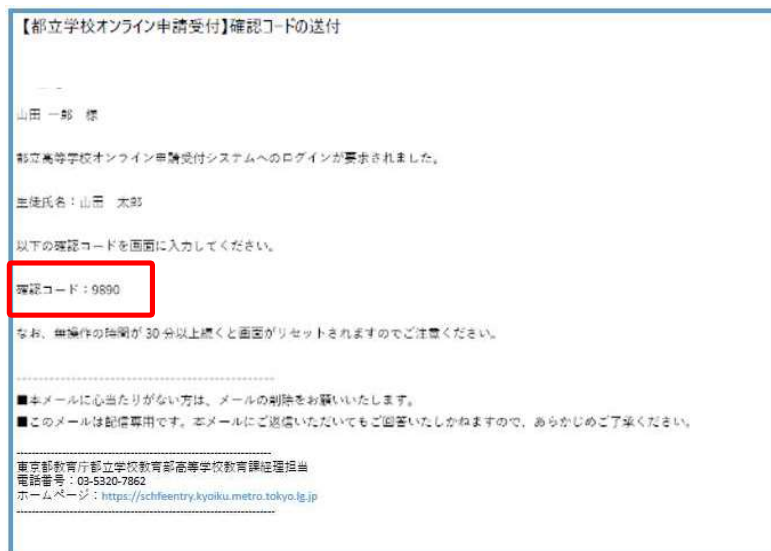 【都立学校オンライン申請受付】確認コードの送付
山田 一郎 様
都立高等学校オンライン申請受付システムへのログインが要求されました。
生徒氏名：山田 太郎
以下の確認コードを画面に入力してください。
確認コード：9890
なお、無操作の時間が 30 分以上続くと画面がリセットされますのでご注意ください。
----------------------------------------------
■本メールに心当たりがない方は、メールの削除をお願いいたします。
■このメールは配信専用です。本メールにご返信いただいてもご回答いたしかねますので、あらかじめご了承ください。
----------------------------------------------
東京都教育庁都立学校教育部高等学校教育課経理担当
電話番号：03-5320-7862
ホームページ：https://schfeentry.kyoiku.metro.tokyo.lg.jp
----------------------------------------------